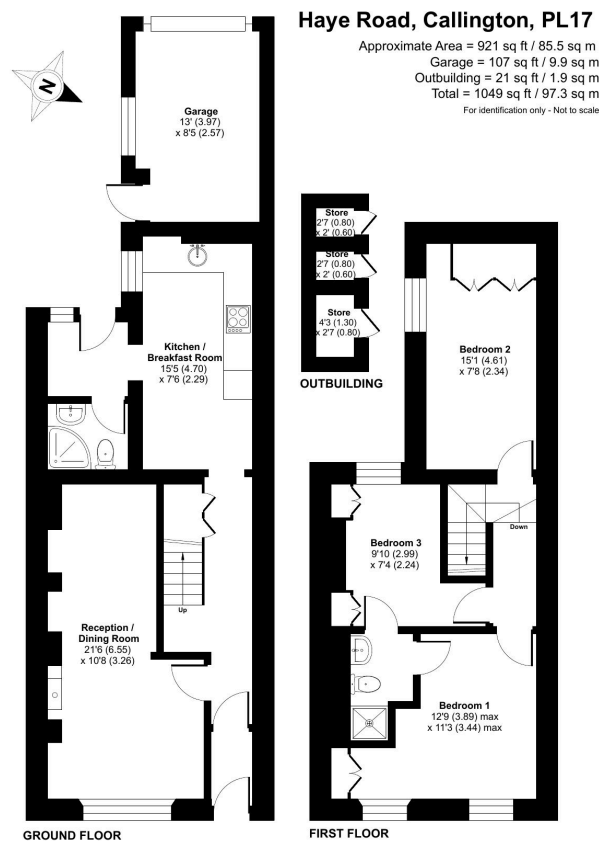 Haye Road, Callington, PL17
Approximate Area = 921 sq ft / 85.5 sq m
Garage = 107 sq ft / 9.9 sq m
Outbuilding = 21 sq ft / 1.9 sq m
Total = 1049 sq ft / 97.3 sq m
For identification only - Not to scale
N
Garage
13' (3.97)
x 8'5 (2.57)
Store
2'7 (0.80)
x 2' (0.60)
Store
2'7 (0.80)
x 2' (0.60)
Store
4'3 (1.30)
x 2'7 (0.80)
OUTBUILDING
Kitchen /
Breakfast Room
15'5 (4.70)
x 7'6 (2.29)
Bedroom 2
15'1 (4.61)
x 7'8 (2.34)
Down
Bedroom 3
9'10 (2.99)
x 7'4 (2.24)
Up
Reception /
Dining Room
21'6 (6.55)
x 10'8 (3.26)
Bedroom 1
12'9 (3.89) max
x 11'3 (3.44) max
GROUND FLOOR
FIRST FLOOR